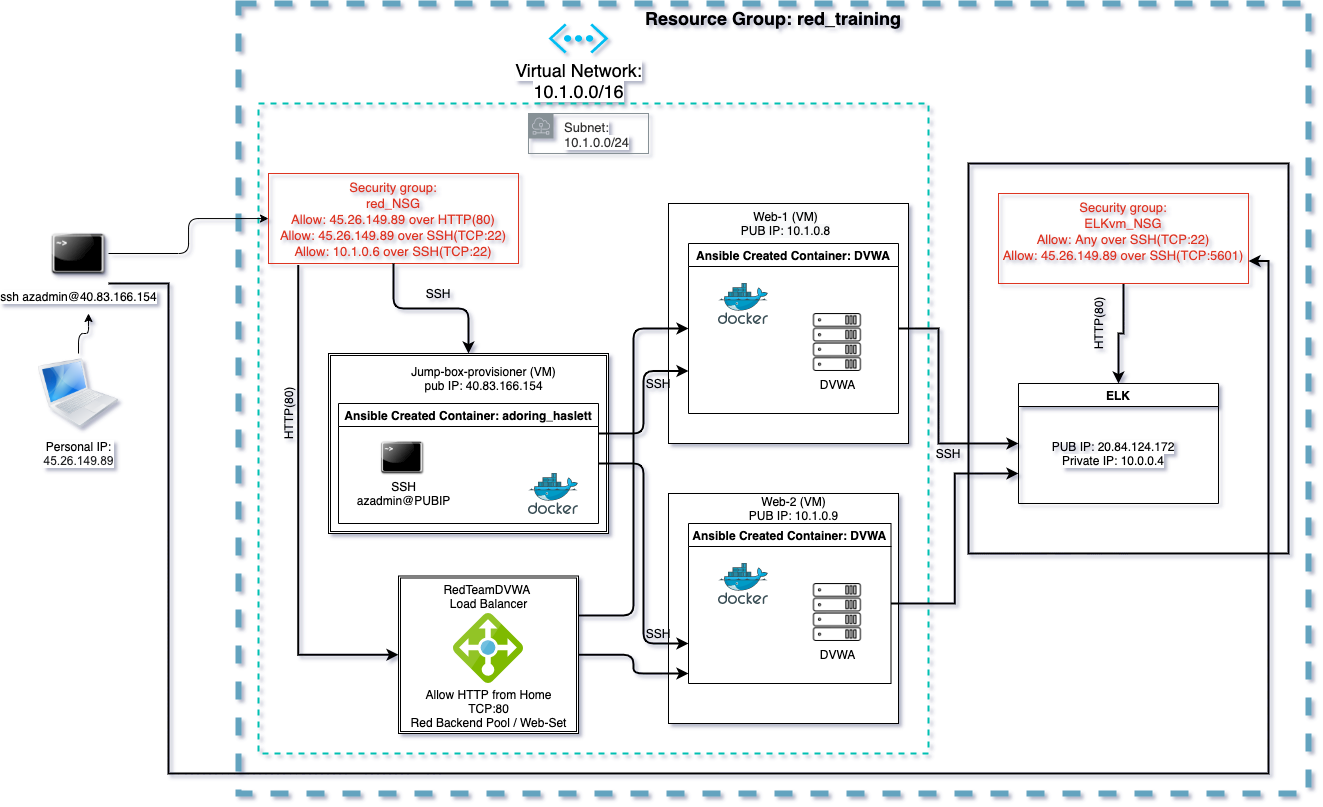 Resource Group: red_training
Virtual Network:
10.1.0.0/16
Subnet:
10.1.0.0/24
Security group:
red_NSG
Allow: 45.26.149.89 over HTTP(80)
Allow: 45.26.149.89 over SSH(TCP:22)
Allow: 10.1.0.6 over SSH(TCP:22)
ssh azadmin@40.83.166.154
Personal IP:
45.26.149.89
SSH
HTTP(80)
Jump-box-provisioner (VM)
pub IP: 40.83.166.154
Ansible Created Container: adoring_haslett
SSH
azadmin@PUBIP
docker
RedTeamDVWA
Load Balancer
Allow HTTP from Home
TCP:80
Red Backend Pool / Web-Set
SSH
SSH
Web-1 (VM)
PUB IP: 10.1.0.8
Ansible Created Container: DVWA
docker
DVWA
Web-2 (VM)
PUB IP: 10.1.0.9
Ansible Created Container: DVWA
docker
DVWA
SSH
Security group:
ELKvm_NSG
Allow: Any over SSH(TCP:22)
Allow: 45.26.149.89 over SSH(TCP:5601)
HTTP(80)
ELK
PUB IP: 20.84.124.172
Private IP: 10.0.0.4